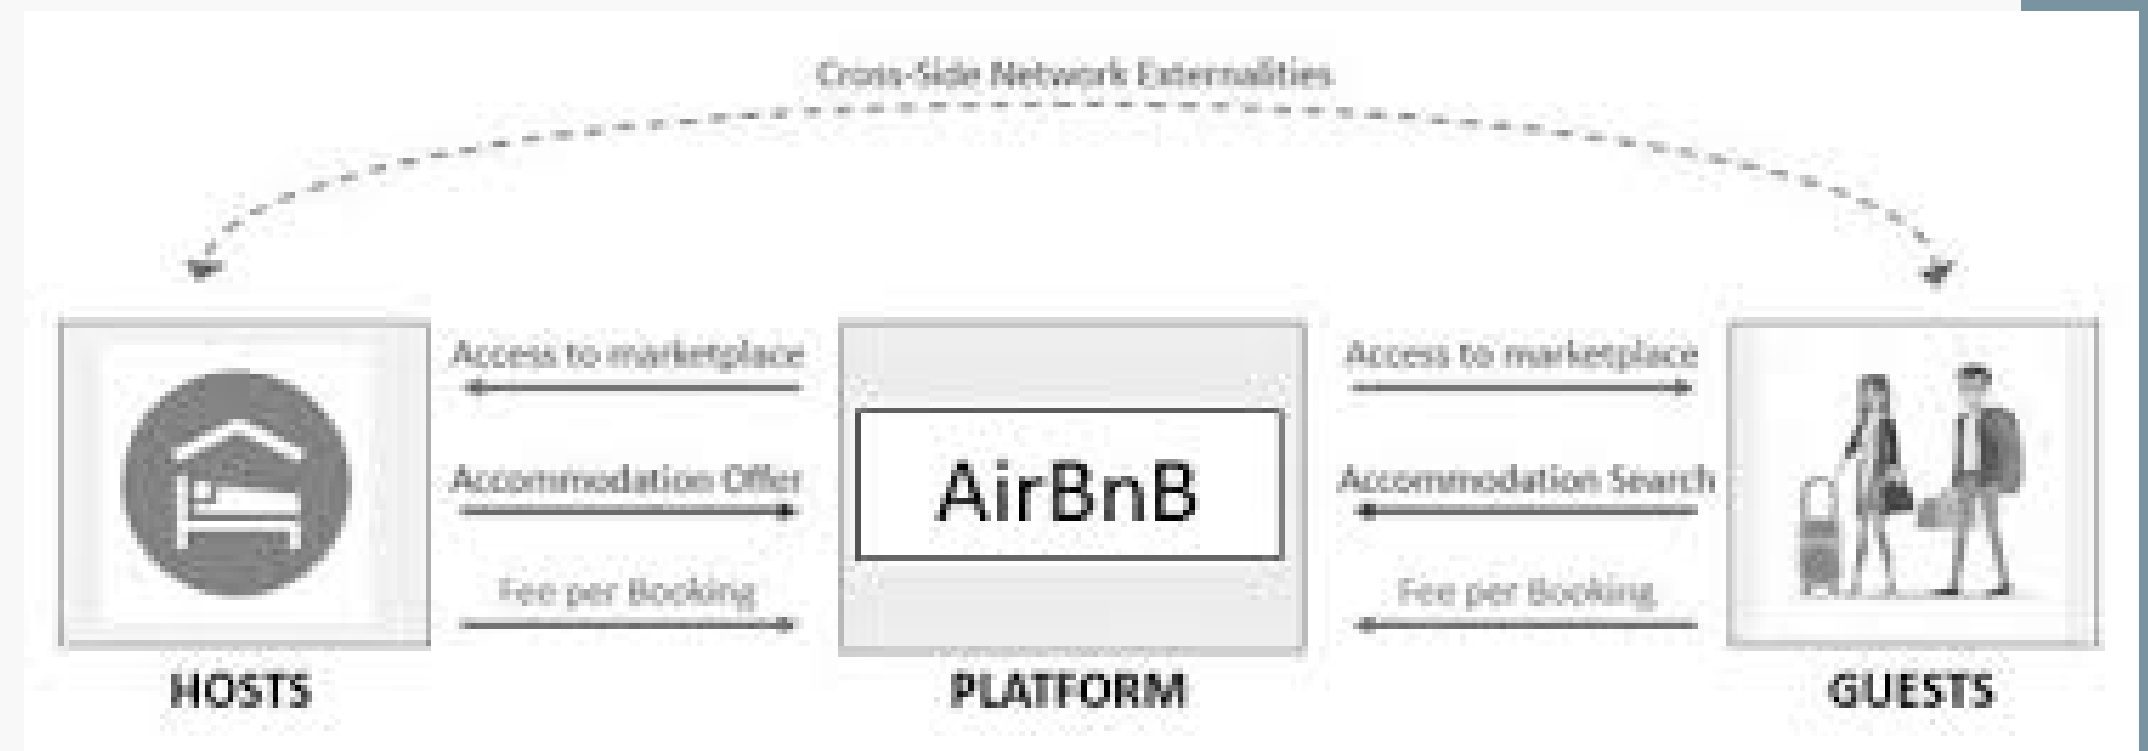 Cross-Side Network Externalities
Access to marketplace
Access to marketplace
Accommodation Offer
AirBnB
Accommodation Search
Fee per Booking
Fee per Booking
HOSTS
PLATFORM
GUESTS